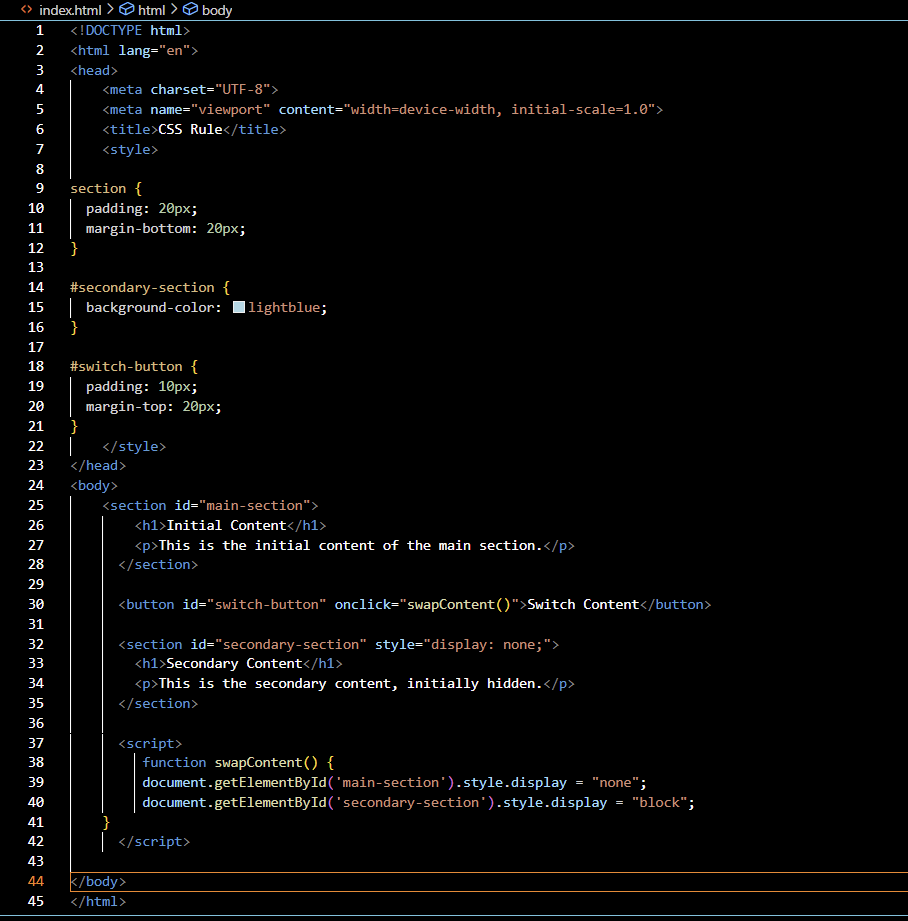 index.html > html > body
1 <!DOCTYPE html>
2 <html lang="en">
3 <head>
4 <meta charset="UTF-8">
5 <meta name="viewport" content="width=device-width, initial-scale=1.0">
6 <title>CSS Rule</title>
7 <style>
8
9 section {
10 padding: 20px;
11 margin-bottom: 20px;
12 }
13
14 #secondary-section {
15 background-color: lightblue;
16 }
17
18 #switch-button {
19 padding: 10px;
20 margin-top: 20px;
21 }
22 </style>
23 </head>
24 <body>
25 <section id="main-section">
26 <h1>Initial Content</h1>
27 <p>This is the initial content of the main section.</p>
28 </section>
29
30 <button id="switch-button" onclick="swapContent()">Switch Content</button>
31
32 <section id="secondary-section" style="display: none;">
33 <h1>Secondary Content</h1>
34 <p>This is the secondary content, initially hidden.</p>
35 </section>
36
37 <script>
38 function swapContent() {
39 document.getElementById('main-section').style.display = "none";
40 document.getElementById('secondary-section').style.display = "block";
41 }
42 </script>
43
44 </body>
45 </html>